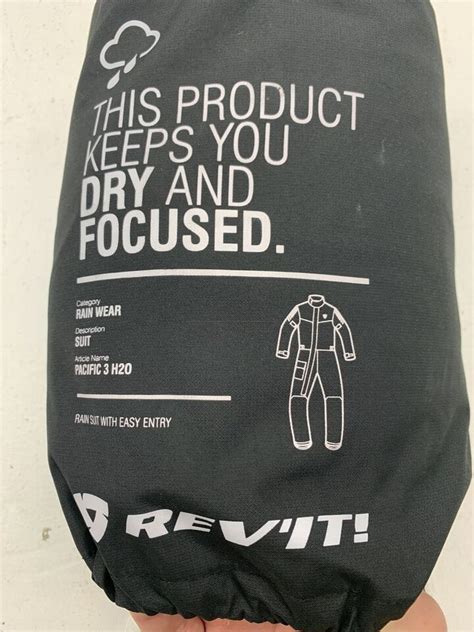 THIS PRODUCT
KEEPS YOU
DRY AND
FOCUSED.
Category
RAIN WEAR
Description
SUIT
Article Name
PACIFIC 3 H2O
RAIN SUIT WITH EASY ENTRY
REV'IT!